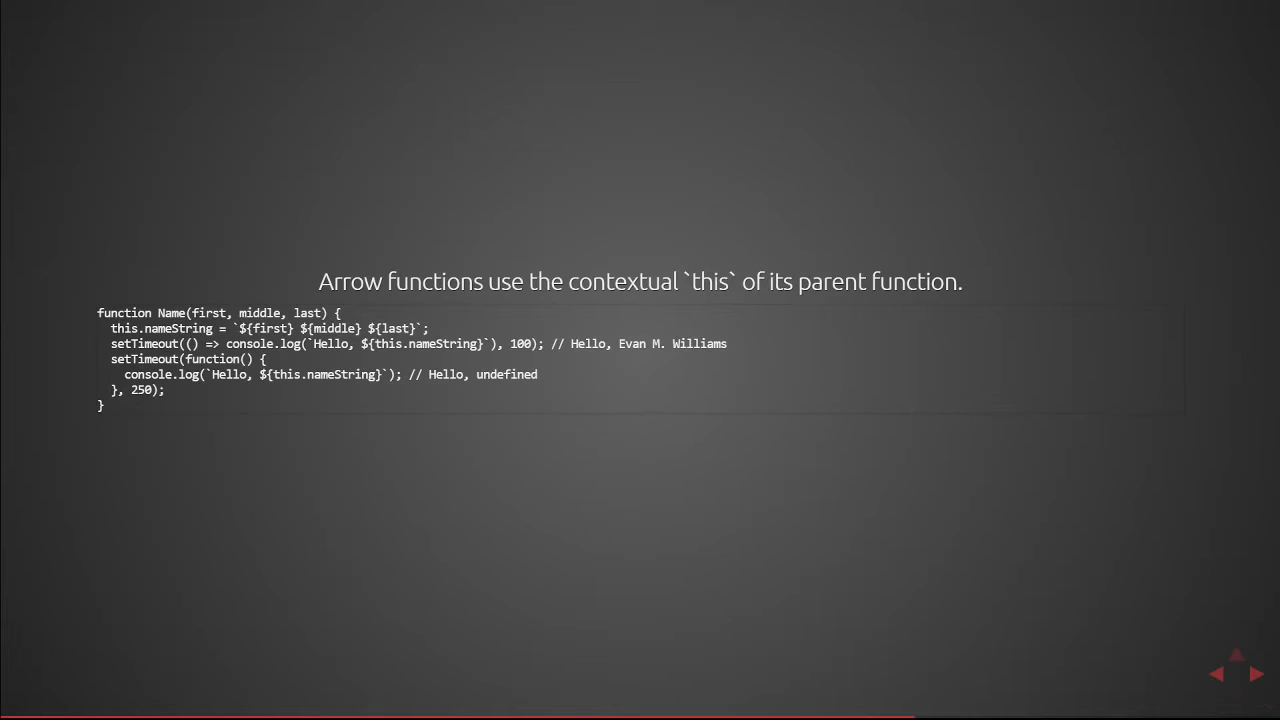 Arrow functions use the contextual `this` of its parent function.
function Name(first, middle, last) {
  this.nameString = `${first} ${middle} ${last}`;
  setTimeout(() => console.log(`Hello, ${this.nameString}`), 100); // Hello, Evan M. Williams
  setTimeout(function() {
    console.log(`Hello, ${this.nameString}`); // Hello, undefined
  }, 250);
}